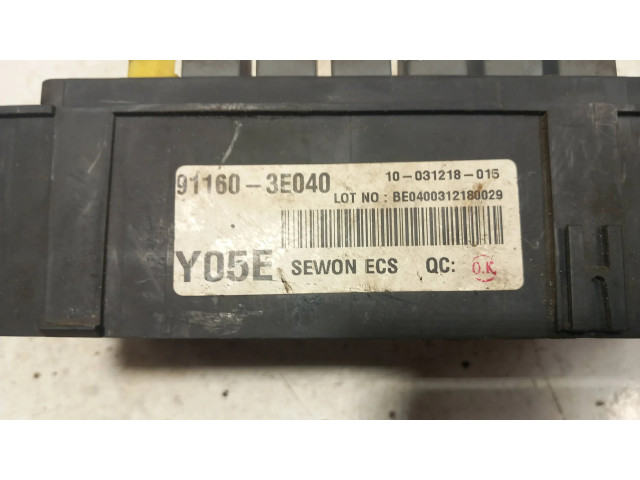 91160-3E040
10-031218-015
LOT NO : BE0400312180029
Y05E
SEWON ECS QC: O.K